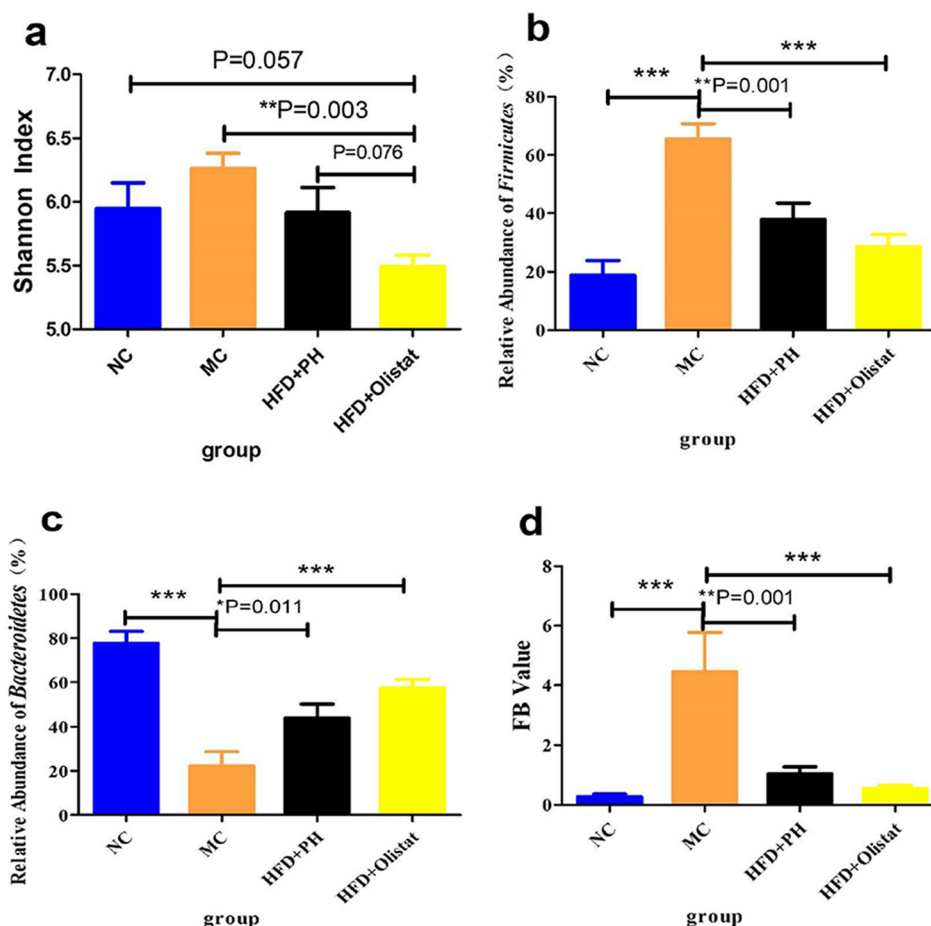 a
P=0.057
**P=0.003
P=0.076
Shannon Index
7.0
6.5
6.0
5.5
5.0
NC
MC
HFD+PH
HFD+Olistat
group
b
***
***
**P=0.001
Relative Abundance of Firmicutes (%)
80
60
40
20
0
NC
MC
HFD+PH
HFD+Olistat
group
c
***
***
*P=0.011
Relative Abundance of Bacteroidetes (%)
100
80
60
40
20
0
NC
MC
HFD+PH
HFD+Olistat
group
d
***
***
**P=0.001
FB Value
8
6
4
2
0
NC
MC
HFD+PH
HFD+Olistat
group